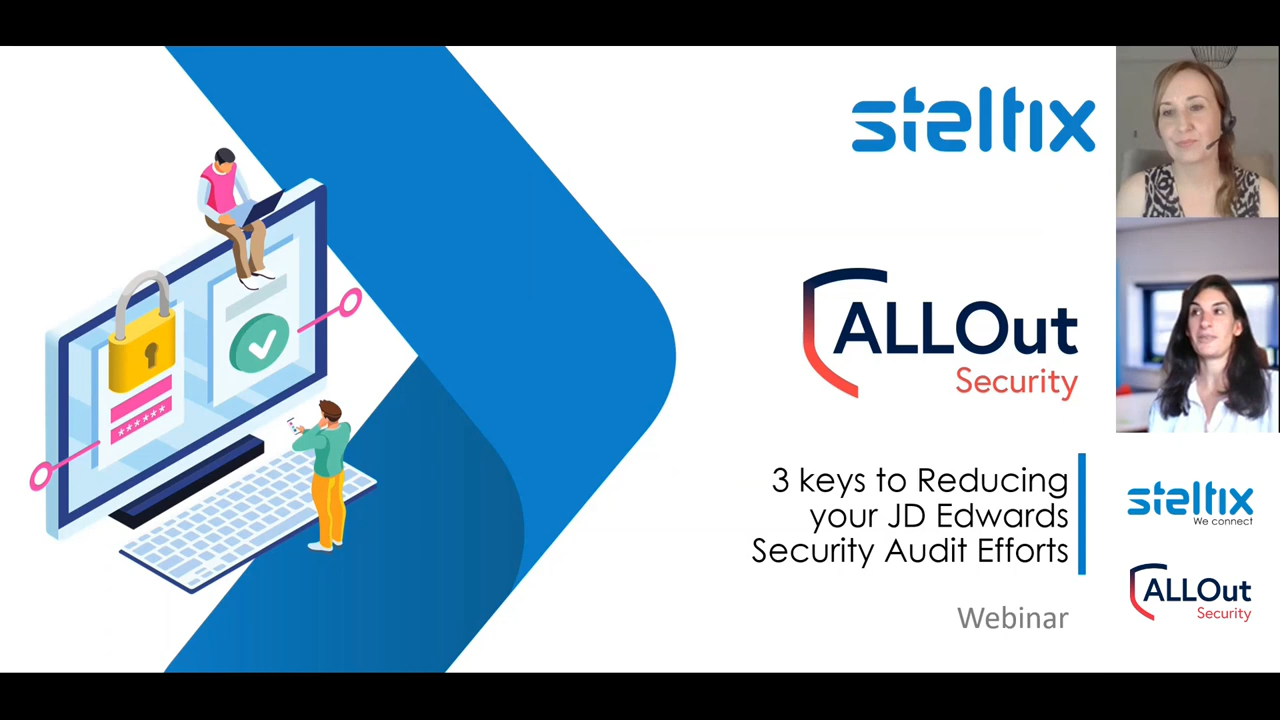 steltix
ALLOut
Security
3 keys to Reducing
your JD Edwards
Security Audit Efforts
Webinar
steltix
We connect
ALLOut
Security
******